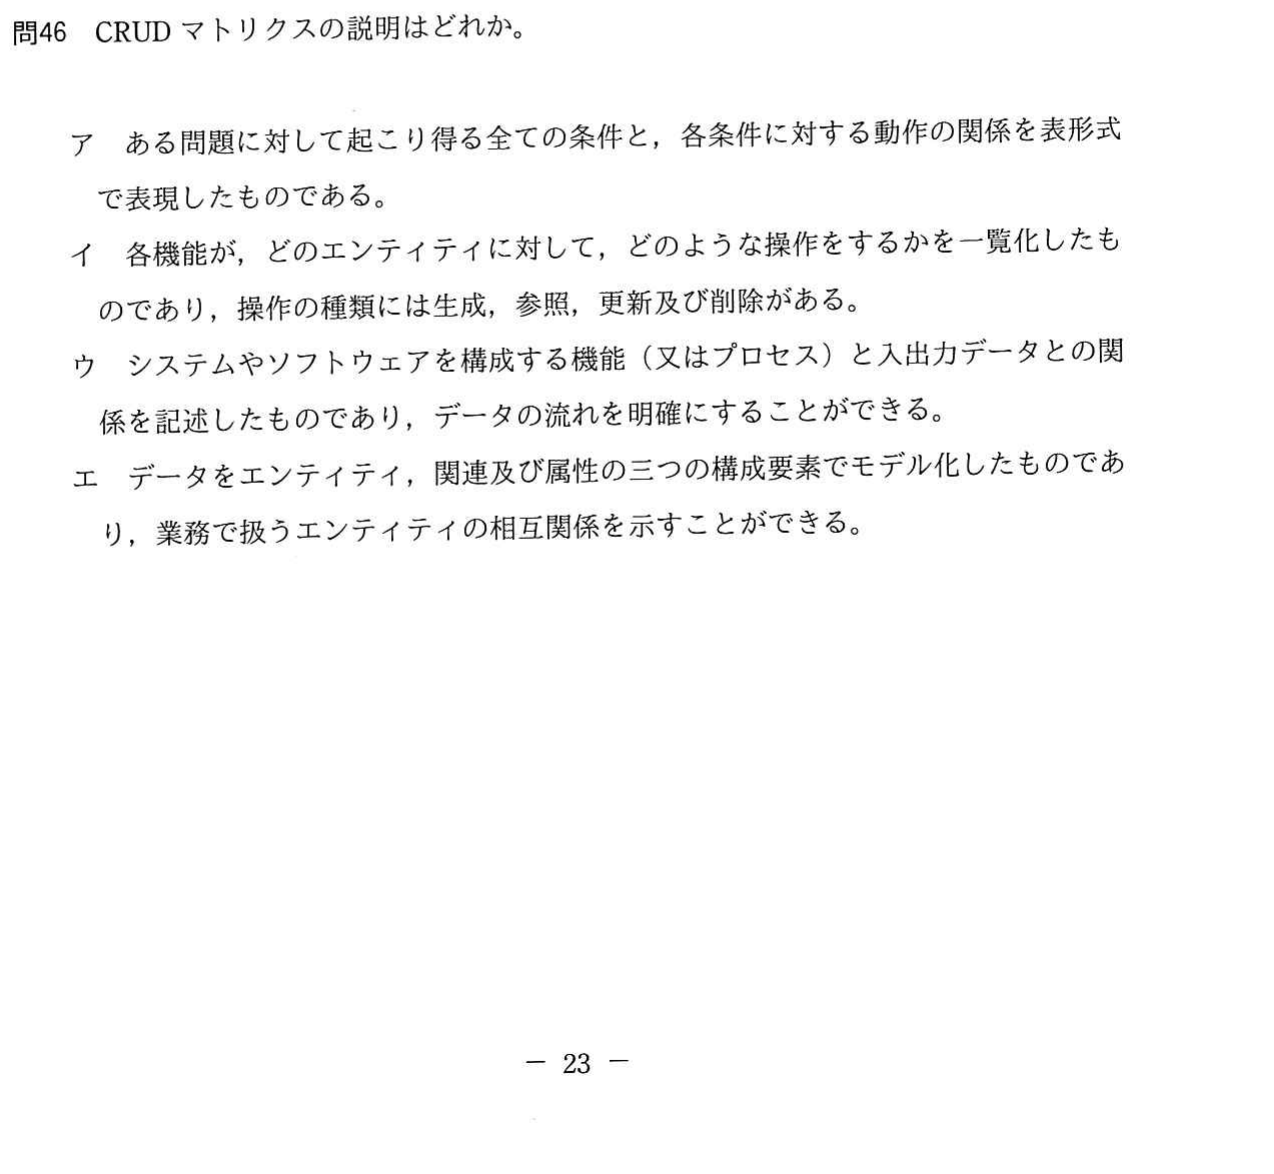 問46 CRUD マトリクスの説明はどれか。
ア ある問題に対して起こり得る全ての条件と，各条件に対する動作の関係を表形式
で表現したものである。
イ 各機能が，どのエンティティに対して，どのような操作をするかを一覧化したも
のであり，操作の種類には生成，参照，更新及び削除がある。
ウ システムやソフトウェアを構成する機能（又はプロセス）と入出力データとの関
係を記述したものであり，データの流れを明確にすることができる。
エ データをエンティティ，関連及び属性の三つの構成要素でモデル化したものであ
り，業務で扱うエンティティの相互関係を示すことができる。
－ 23 －